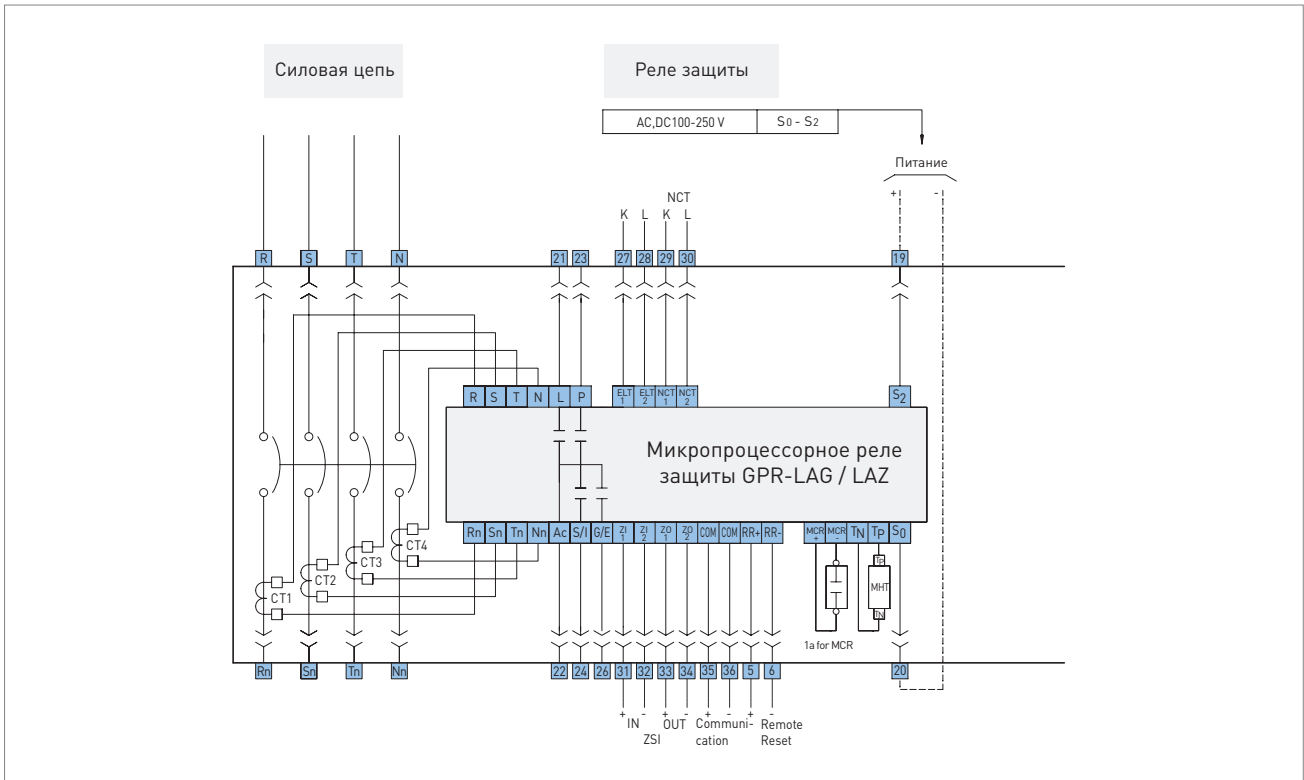 Силовая цепь
Реле защиты
AC,DC100-250 V S0 - S2
Питание
+ -
NCT
K L K L
R S T N 21 23 27 28 29 30 19
R S T N L P ELT 1 ELT 2 NCT 1 NCT 2 S2
Микропроцессорное реле
защиты GPR-LAG / LAZ
Rn Sn Tn Nn Ac S/I G/E ZI 1 ZI 2 ZO 1 ZO 2 COM COM RR+ RR- MCR + MCR - TN TP S0
CT4
CT3
CT2
CT1
TP
MHT
TN
1a for MCR
Rn Sn Tn Nn 22 24 26 31 32 33 34 35 36 5 6 20
+ - + - + - + -
IN OUT Communi- Remote
ZSI cation Reset